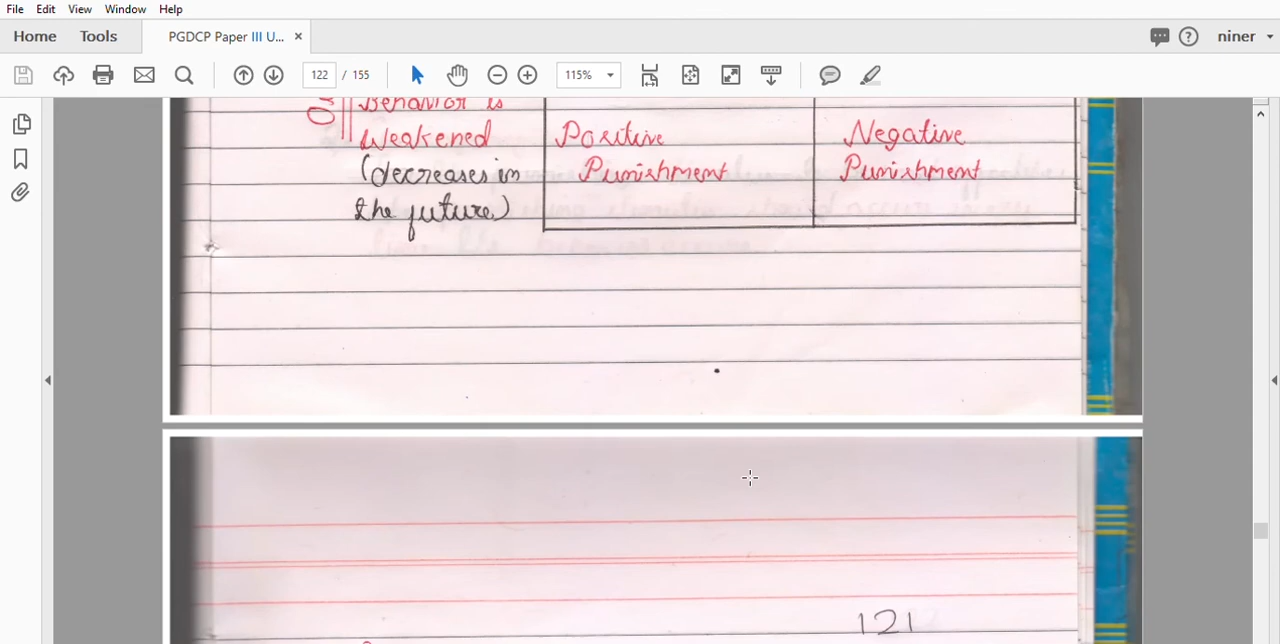 File Edit View Window Help
Home Tools PGDCP Paper III U... × niner
122 / 155 115%
Behavior is
Weakened Positive Negative
(decreases in Punishment Punishment
the future)
121